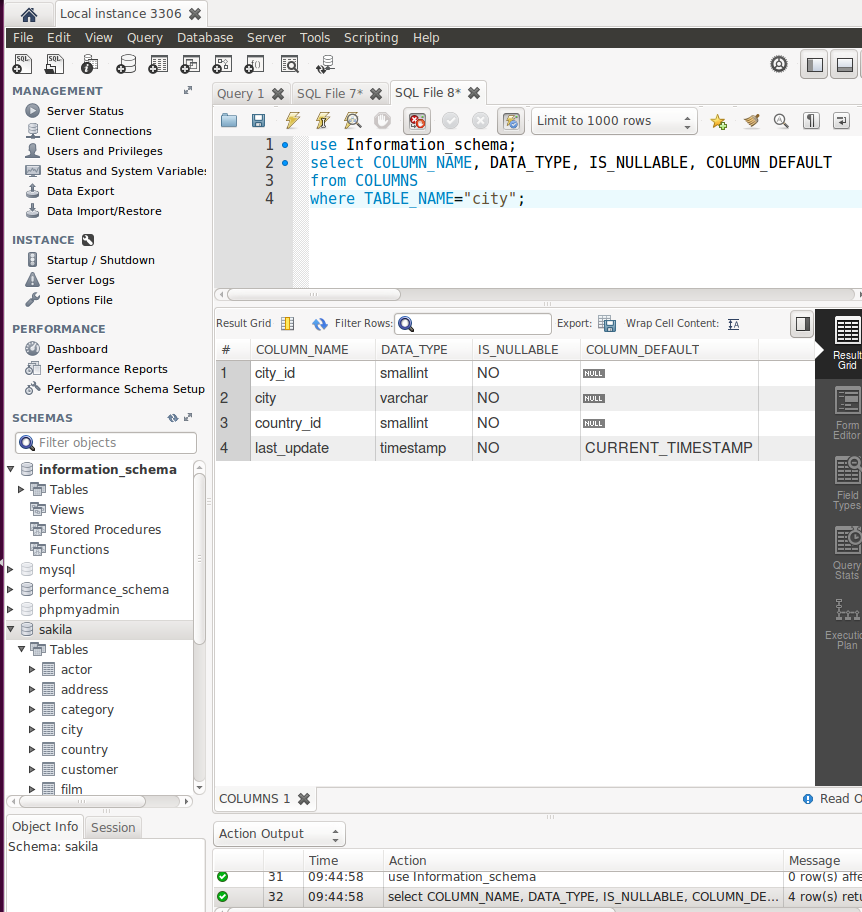 Local instance 3306
File Edit View Query Database Server Tools Scripting Help
MANAGEMENT
Server Status
Client Connections
Users and Privileges
Status and System Variables
Data Export
Data Import/Restore
INSTANCE
Startup / Shutdown
Server Logs
Options File
PERFORMANCE
Dashboard
Performance Reports
Performance Schema Setup
SCHEMAS
Filter objects
information_schema
Tables
Views
Stored Procedures
Functions
mysql
performance_schema
phpmyadmin
sakila
Tables
actor
address
category
city
country
customer
film
Object Info Session
Schema: sakila
Query 1 SQL File 7* SQL File 8*
Limit to 1000 rows
1 use Information_schema;
2 select COLUMN_NAME, DATA_TYPE, IS_NULLABLE, COLUMN_DEFAULT
3 from COLUMNS
4 where TABLE_NAME="city";
Result Grid Filter Rows: Export: Wrap Cell Content:
# COLUMN_NAME DATA_TYPE IS_NULLABLE COLUMN_DEFAULT
1 city_id smallint NO NULL
2 city varchar NO NULL
3 country_id smallint NO NULL
4 last_update timestamp NO CURRENT_TIMESTAMP
Result
Grid
Form
Editor
Field
Types
Query
Stats
Executio
Plan
COLUMNS 1 Read O
Action Output
Time Action Message
31 09:44:58 use Information_schema 0 row(s) affe
32 09:44:58 select COLUMN_NAME, DATA_TYPE, IS_NULLABLE, COLUMN_DE... 4 row(s) retu